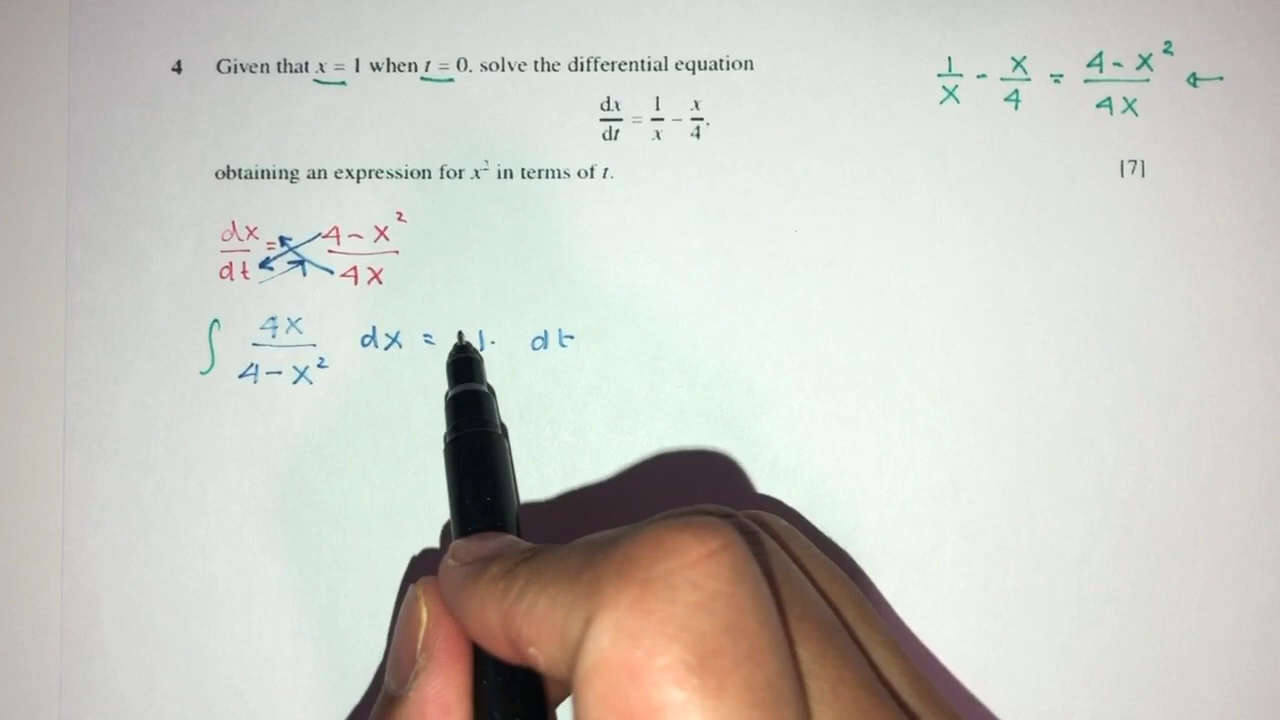 4 Given that x = 1 when t = 0, solve the differential equation
dx/dt = 1/x − x/4,
obtaining an expression for x² in terms of t.
[7]
1/x - x/4 = (4 - x²)/4x ←
dx/dt = (4 - x²)/4x
∫ 4x/(4 - x²) dx = 1. dt